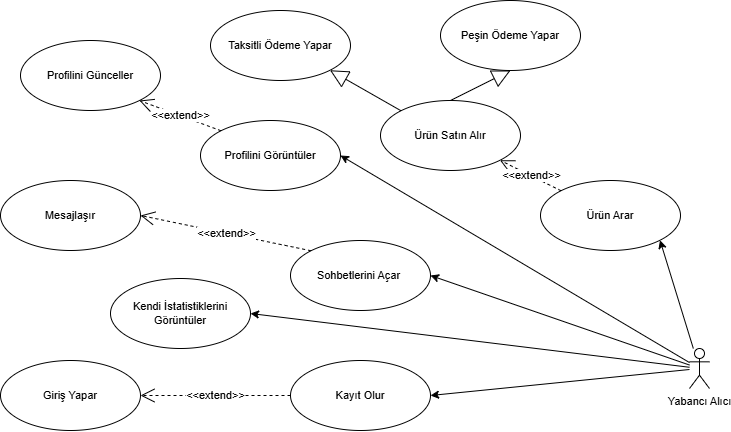 Peşin Ödeme Yapar
Taksitli Ödeme Yapar
Profilini Günceller
<<extend>>
Ürün Satın Alır
Profilini Görüntüler
<<extend>>
Mesajlaşır
Ürün Arar
<<extend>>
Sohbetlerini Açar
Kendi İstatistiklerini
Görüntüler
Giriş Yapar
<<extend>>
Kayıt Olur
Yabancı Alıcı